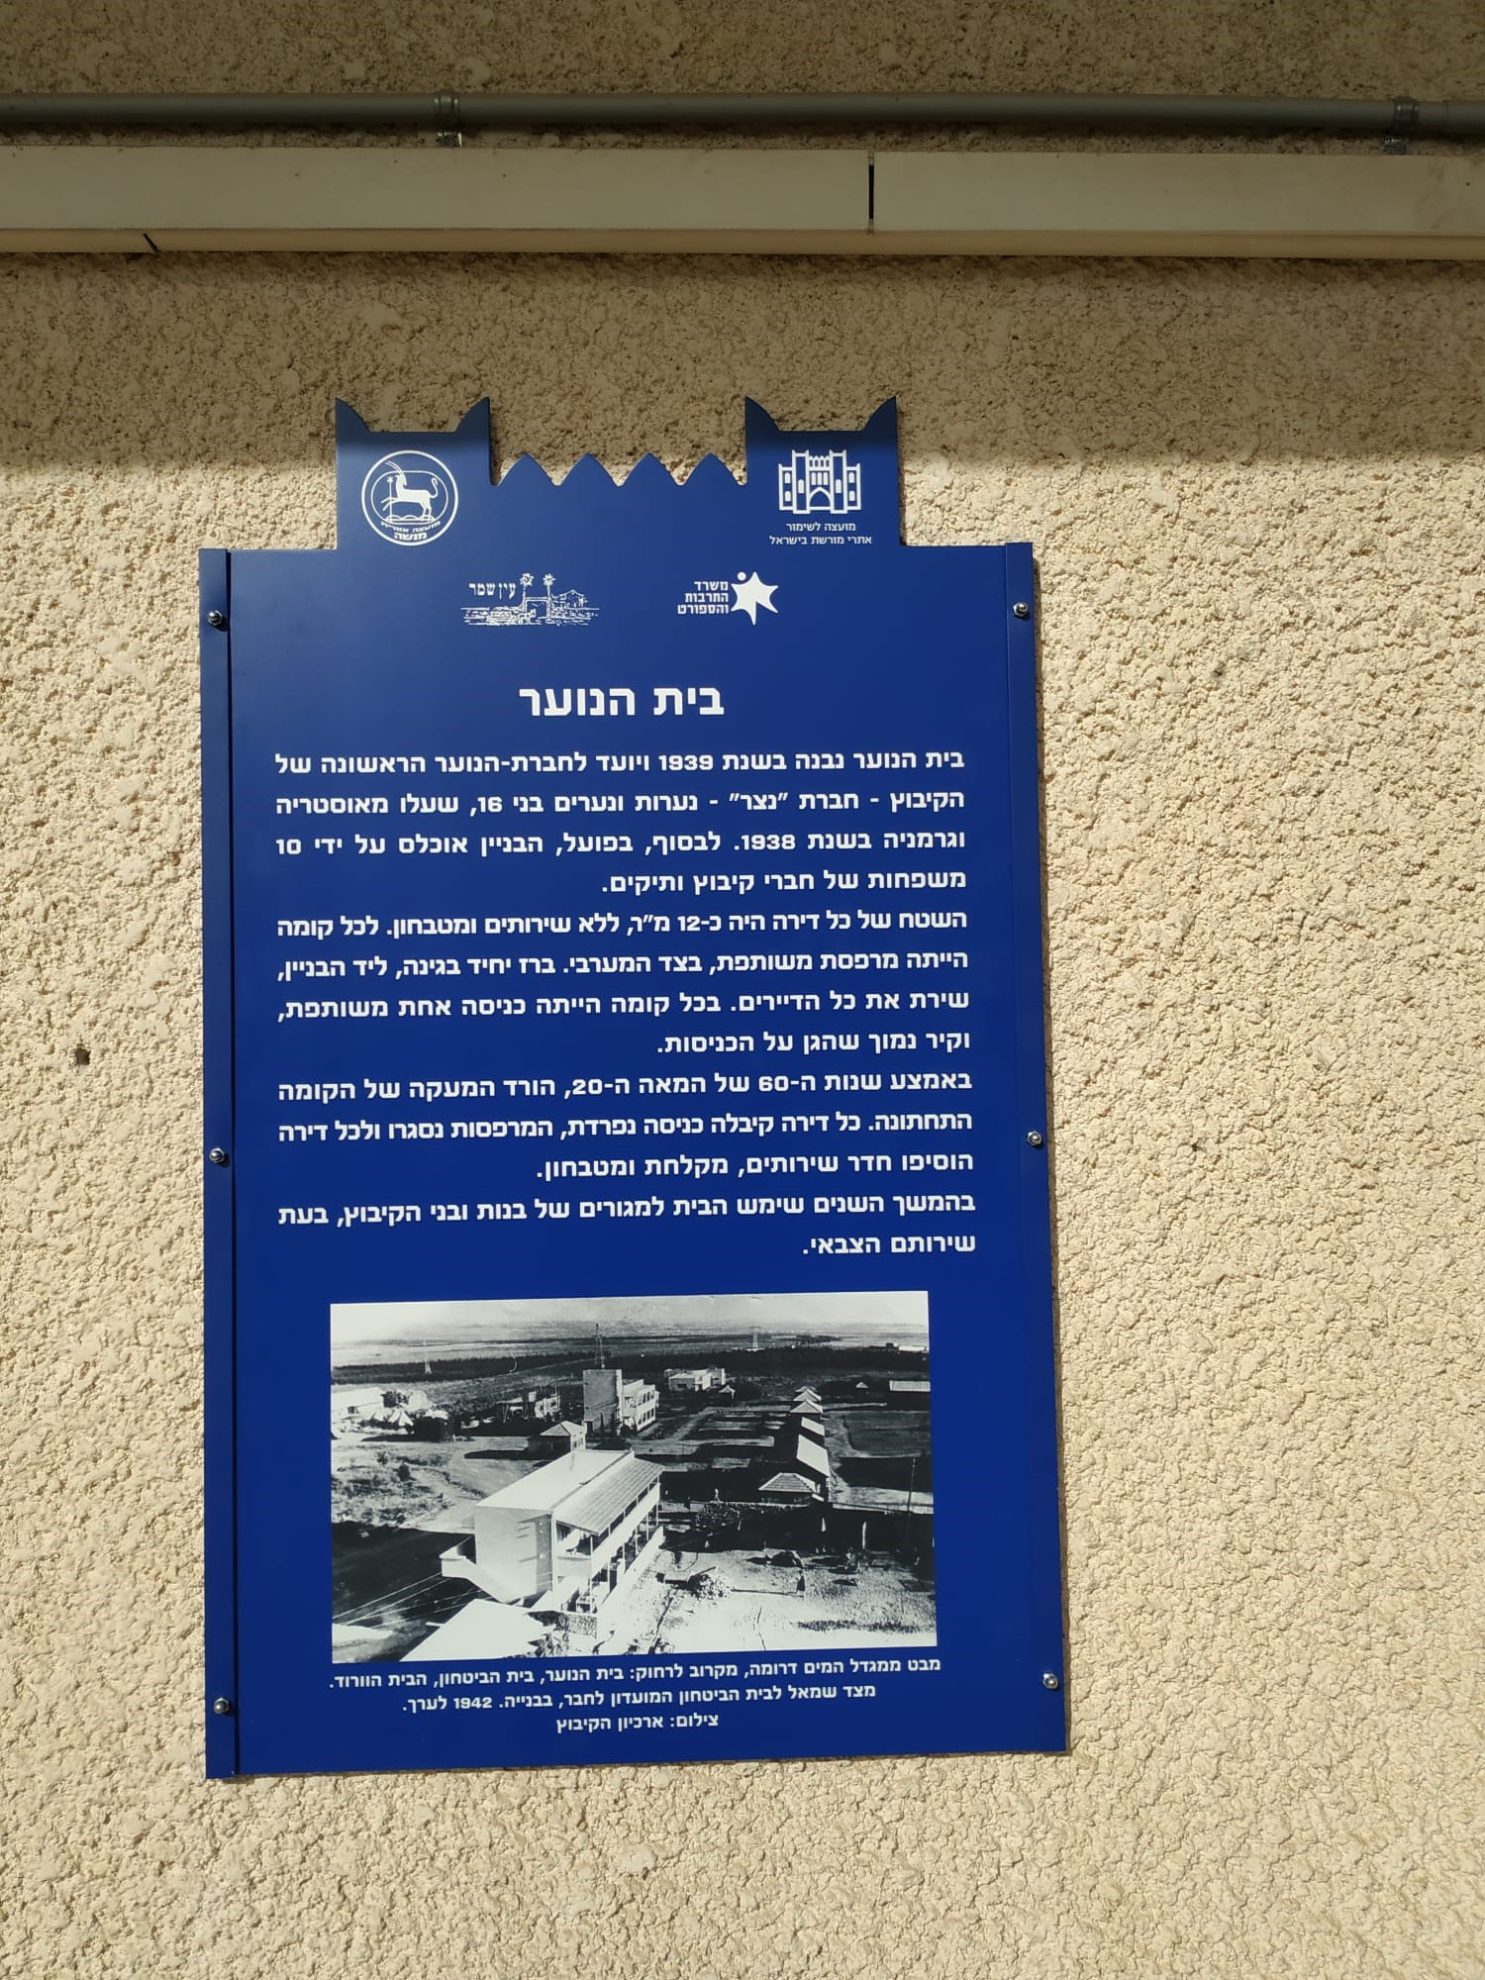 מועצה אזורית
מנשה
מועצה לשימור
אתרי מורשת בישראל
עין שמר
משרד
התרבות
והספורט
בית הנוער
בית הנוער נבנה בשנת 1939 ויועד לחברת-הנוער הראשונה של
הקיבוץ - חברת "נצר" - נערות ונערים בני 16, שעלו מאוסטריה
וגרמניה בשנת 1938. לבסוף, בפועל, הבניין אוכלס על ידי 10
משפחות של חברי קיבוץ ותיקים.
השטח של כל דירה היה כ-12 מ"ר, ללא שירותים ומטבחון. לכל קומה
הייתה מרפסת משותפת, בצד המערבי. ברז יחיד בגינה, ליד הבניין,
שירת את כל הדיירים. בכל קומה הייתה כניסה אחת משותפת,
וקיר נמוך שהגן על הכניסות.
באמצע שנות ה-60 של המאה ה-20, הורד המעקה של הקומה
התחתונה. כל דירה קיבלה כניסה נפרדת, המרפסות נסגרו ולכל דירה
הוסיפו חדר שירותים, מקלחת ומטבחון.
בהמשך השנים שימש הבית למגורים של בנות ובני הקיבוץ, בעת
שירותם הצבאי.
מבט ממגדל המים דרומה, מקרוב לרחוק: בית הנוער, בית הביטחון, הבית הוורוד.
מצד שמאל לבית הביטחון המועדון לחבר, בבנייה. 1942 לערך.
צילום: ארכיון הקיבוץ